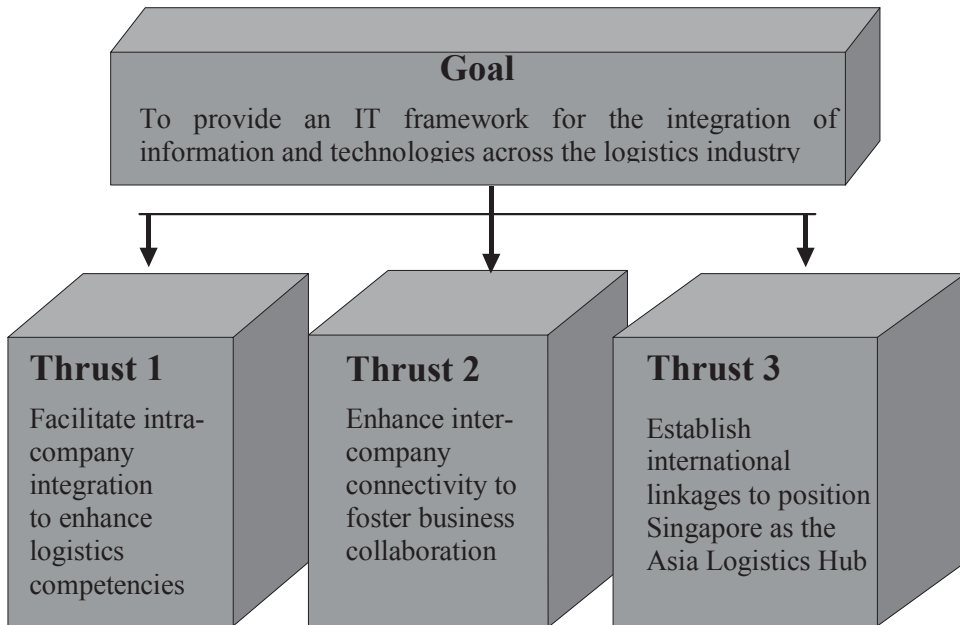 Goal
To provide an IT framework for the integration of
information and technologies across the logistics industry
Thrust 1
Facilitate intra-
company
integration
to enhance
logistics
competencies
Thrust 2
Enhance inter-
company
connectivity to
foster business
collaboration
Thrust 3
Establish
international
linkages to position
Singapore as the
Asia Logistics Hub